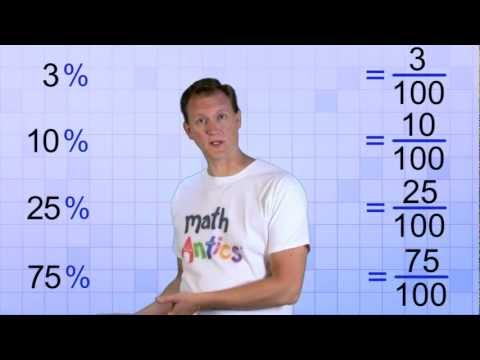 3% = 3/100
10% = 10/100
25% = 25/100
75% = 75/100
math
Antics